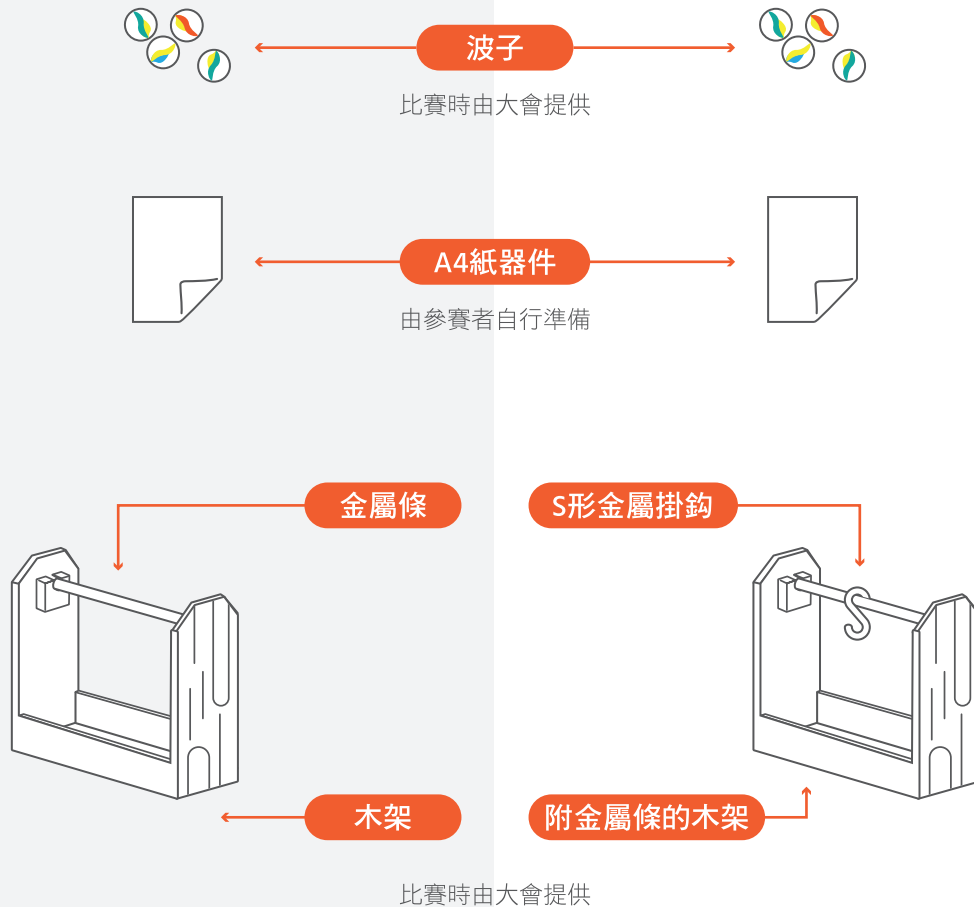 波子
比賽時由大會提供
A4紙器件
由參賽者自行準備
金屬條
S形金屬掛鈎
木架
附金屬條的木架
比賽時由大會提供